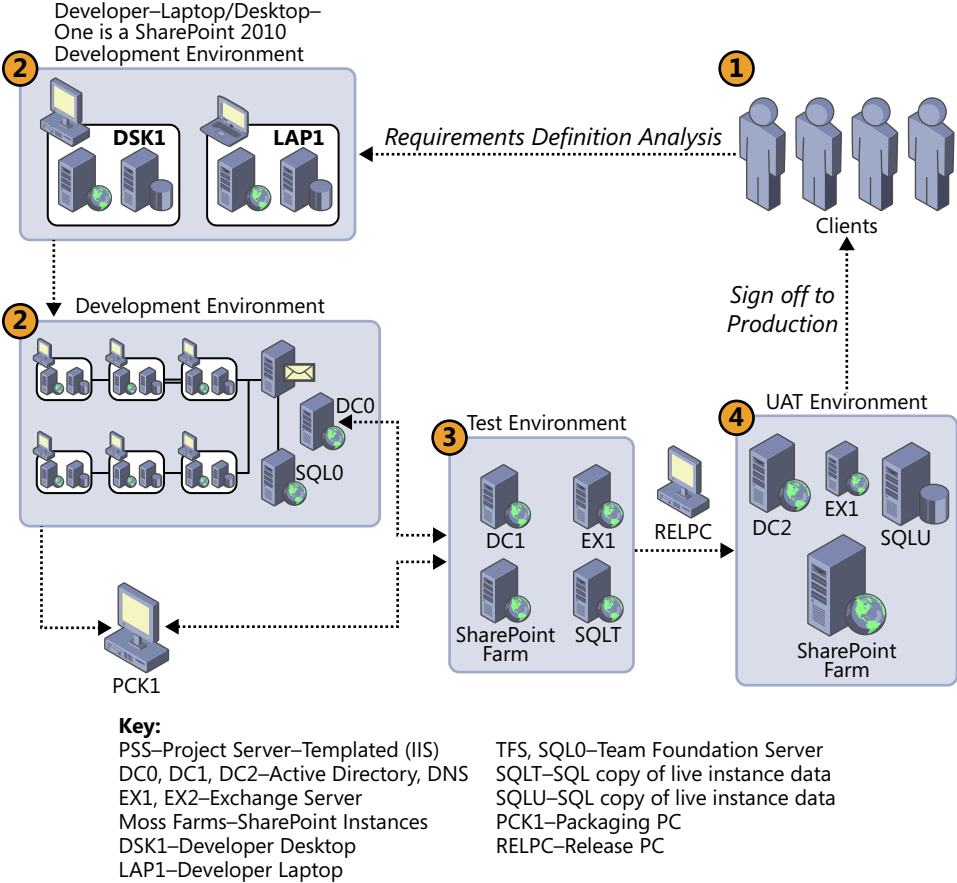 Developer–Laptop/Desktop–
One is a SharePoint 2010
Development Environment
2
1
DSK1
LAP1
Requirements Definition Analysis
Clients
Sign off to
Production
2
Development Environment
DC0
SQL0
3
Test Environment
DC1
EX1
SharePoint
Farm
SQLT
RELPC
4
UAT Environment
DC2
EX1
SQLU
SharePoint
Farm
PCK1
Key:
PSS–Project Server–Templated (IIS)
DC0, DC1, DC2–Active Directory, DNS
EX1, EX2–Exchange Server
Moss Farms–SharePoint Instances
DSK1–Developer Desktop
LAP1–Developer Laptop
TFS, SQL0–Team Foundation Server
SQLT–SQL copy of live instance data
SQLU–SQL copy of live instance data
PCK1–Packaging PC
RELPC–Release PC